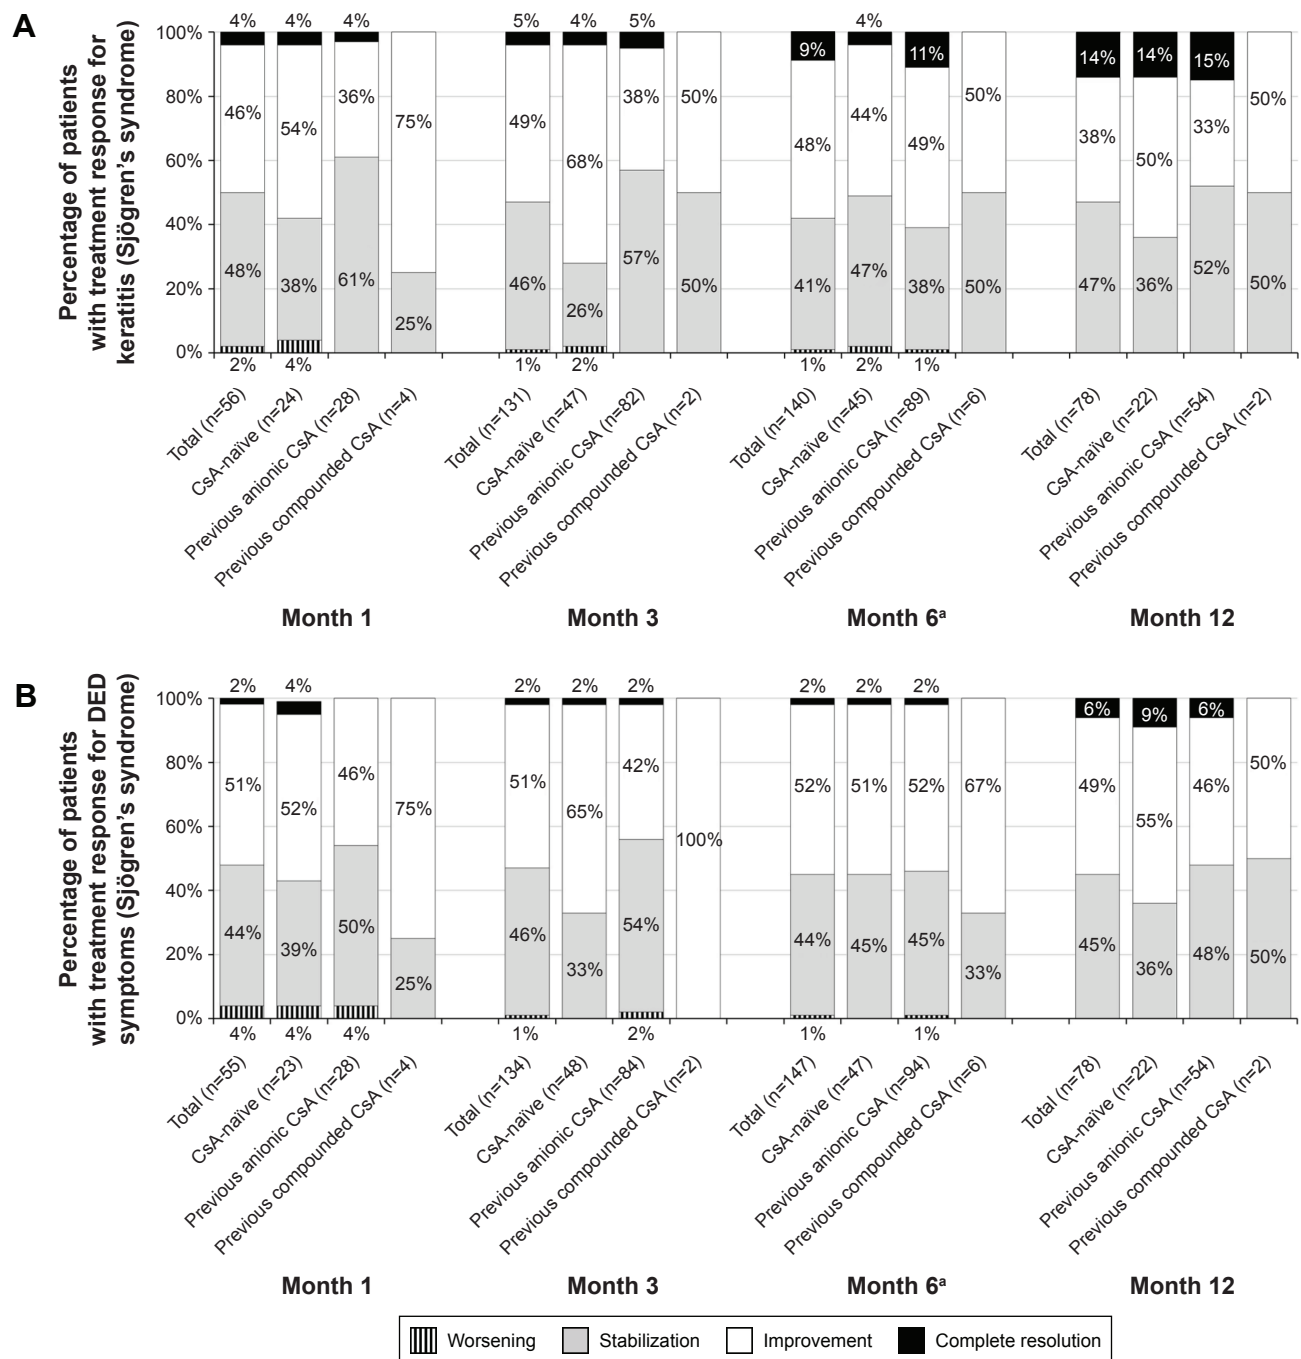 A
Percentage of patients
with treatment response for
keratitis (Sjögren's syndrome)
4% 4% 4% 5% 4% 5% 4%
100%
80%
60%
40%
20%
0%
46% 54% 36% 75% 49% 68% 38% 50% 9% 48% 44% 11% 49% 50% 14% 38% 14% 50% 15% 33% 50%
48% 38% 61% 25% 46% 26% 57% 50% 41% 47% 38% 50% 47% 36% 52% 50%
2% 4% 1% 2% 1% 2% 1%
Total (n=56)
CsA-naïve (n=24)
Previous anionic CsA (n=28)
Previous compounded CsA (n=4)
Total (n=131)
CsA-naïve (n=47)
Previous anionic CsA (n=82)
Previous compounded CsA (n=2)
Total (n=140)
CsA-naïve (n=45)
Previous anionic CsA (n=89)
Previous compounded CsA (n=6)
Total (n=78)
CsA-naïve (n=22)
Previous anionic CsA (n=54)
Previous compounded CsA (n=2)
Month 1 Month 3 Month 6ᵃ Month 12
B
Percentage of patients
with treatment response for DED
symptoms (Sjögren's syndrome)
2% 4% 2% 2% 2% 2% 2% 2%
100%
80%
60%
40%
20%
0%
51% 52% 46% 75% 51% 65% 42% 100% 52% 51% 52% 67% 6% 49% 9% 55% 6% 46% 50%
44% 39% 50% 25% 46% 33% 54% 44% 45% 45% 33% 45% 36% 48% 50%
4% 4% 4% 1% 2% 1% 1%
Total (n=55)
CsA-naïve (n=23)
Previous anionic CsA (n=28)
Previous compounded CsA (n=4)
Total (n=134)
CsA-naïve (n=48)
Previous anionic CsA (n=84)
Previous compounded CsA (n=2)
Total (n=147)
CsA-naïve (n=47)
Previous anionic CsA (n=94)
Previous compounded CsA (n=6)
Total (n=78)
CsA-naïve (n=22)
Previous anionic CsA (n=54)
Previous compounded CsA (n=2)
Month 1 Month 3 Month 6ᵃ Month 12
Worsening Stabilization Improvement Complete resolution